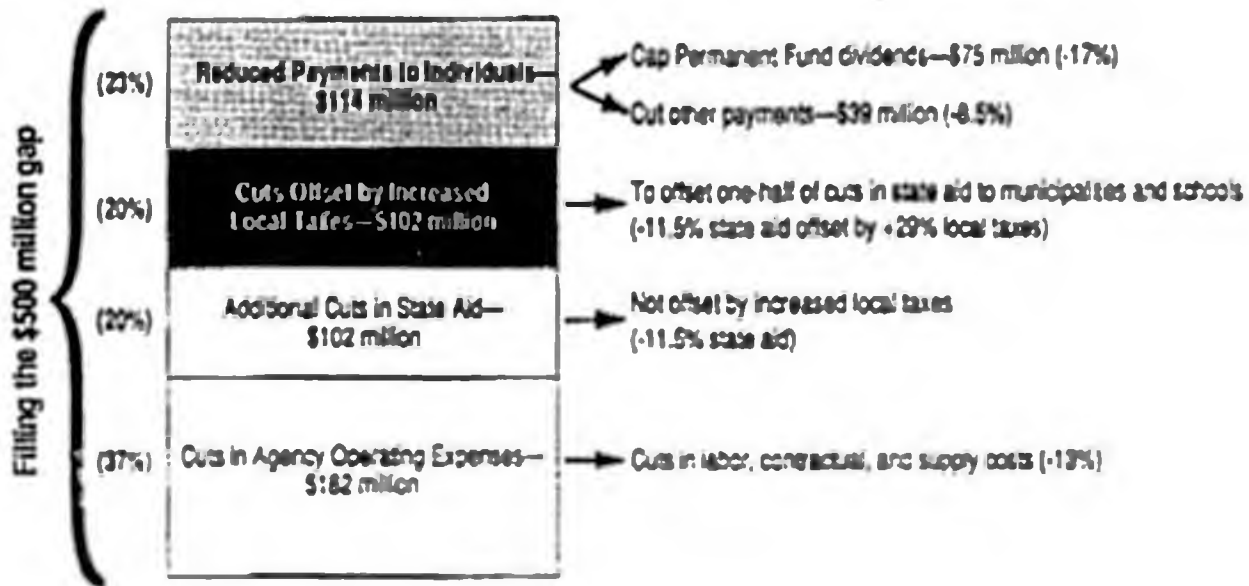 Filling the $500 million gap
(23%)
Reduced Payments to Individuals—
$114 million
Cap Permanent Fund dividends—$75 million (-17%)
Cut other payments—$39 million (-8.5%)
(20%)
Cuts Offset by Increased
Local Taxes—$102 million
To offset one-half of cuts in state aid to municipalities and schools
(-11.5% state aid offset by +29% local taxes)
(20%)
Additional Cuts in State Aid—
$102 million
Not offset by increased local taxes
(-11.5% state aid)
(37%)
Cuts in Agency Operating Expenses—
$182 million
Cuts in labor, contractual, and supply costs (-13%)